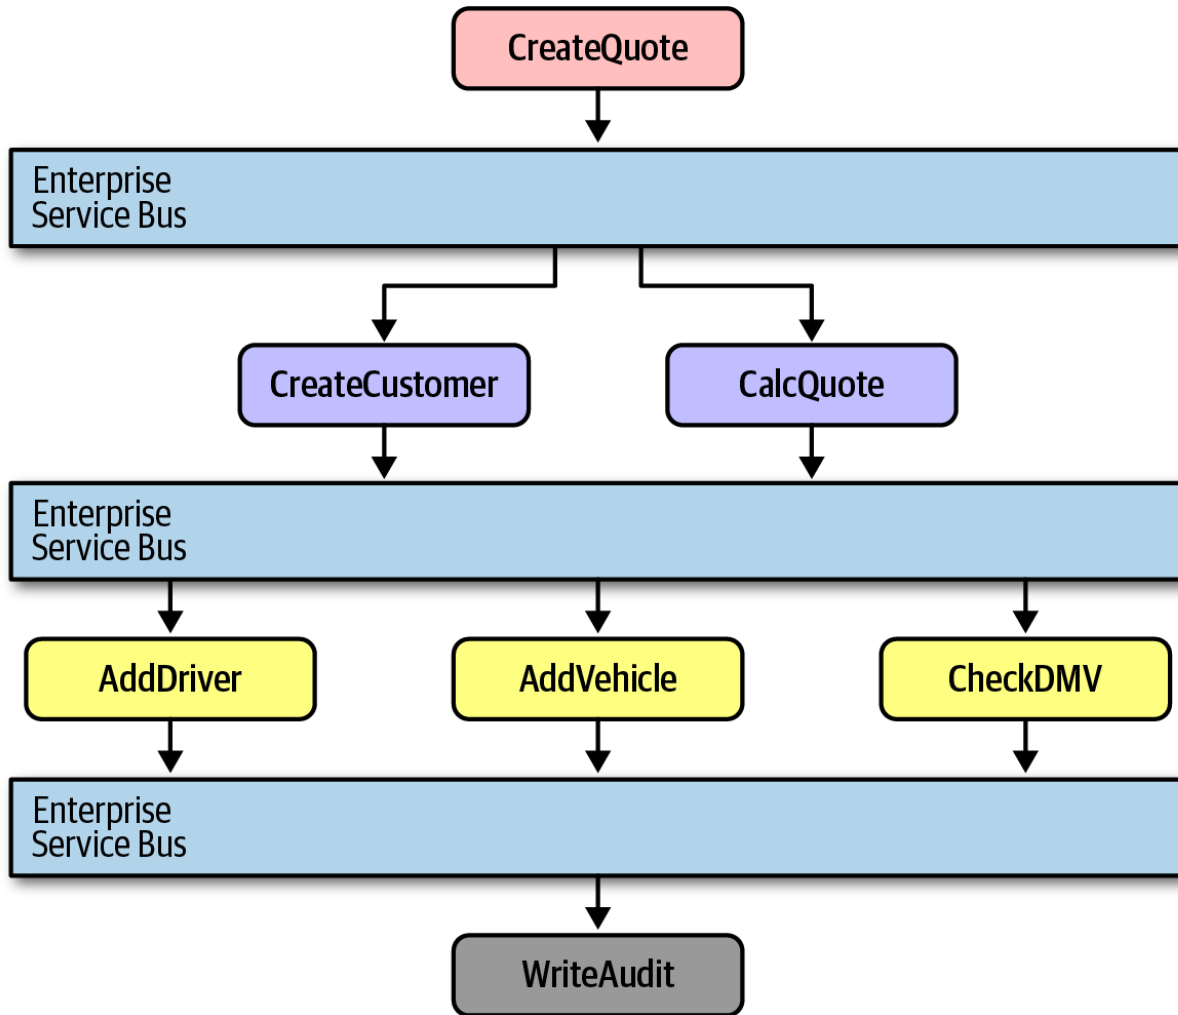 CreateQuote
Enterprise
Service Bus
CreateCustomer
CalcQuote
Enterprise
Service Bus
AddDriver
AddVehicle
CheckDMV
Enterprise
Service Bus
WriteAudit